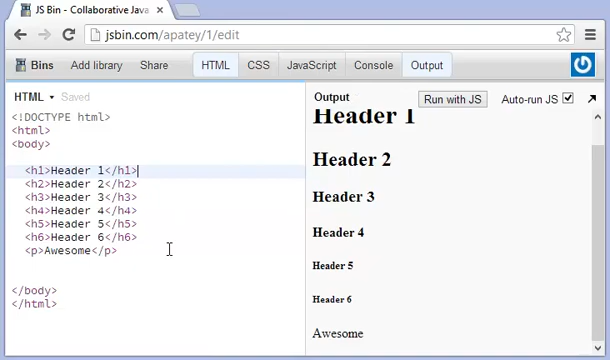 JS Bin - Collaborative Java
jsbin.com/apatey/1/edit
Bins Add library Share HTML CSS JavaScript Console Output
HTML Saved
<!DOCTYPE html>
<html>
<body>
<h1>Header 1</h1>
<h2>Header 2</h2>
<h3>Header 3</h3>
<h4>Header 4</h4>
<h5>Header 5</h5>
<h6>Header 6</h6>
<p>Awesome</p>
</body>
</html>
Output Run with JS Auto-run JS
Header 1
Header 2
Header 3
Header 4
Header 5
Header 6
Awesome